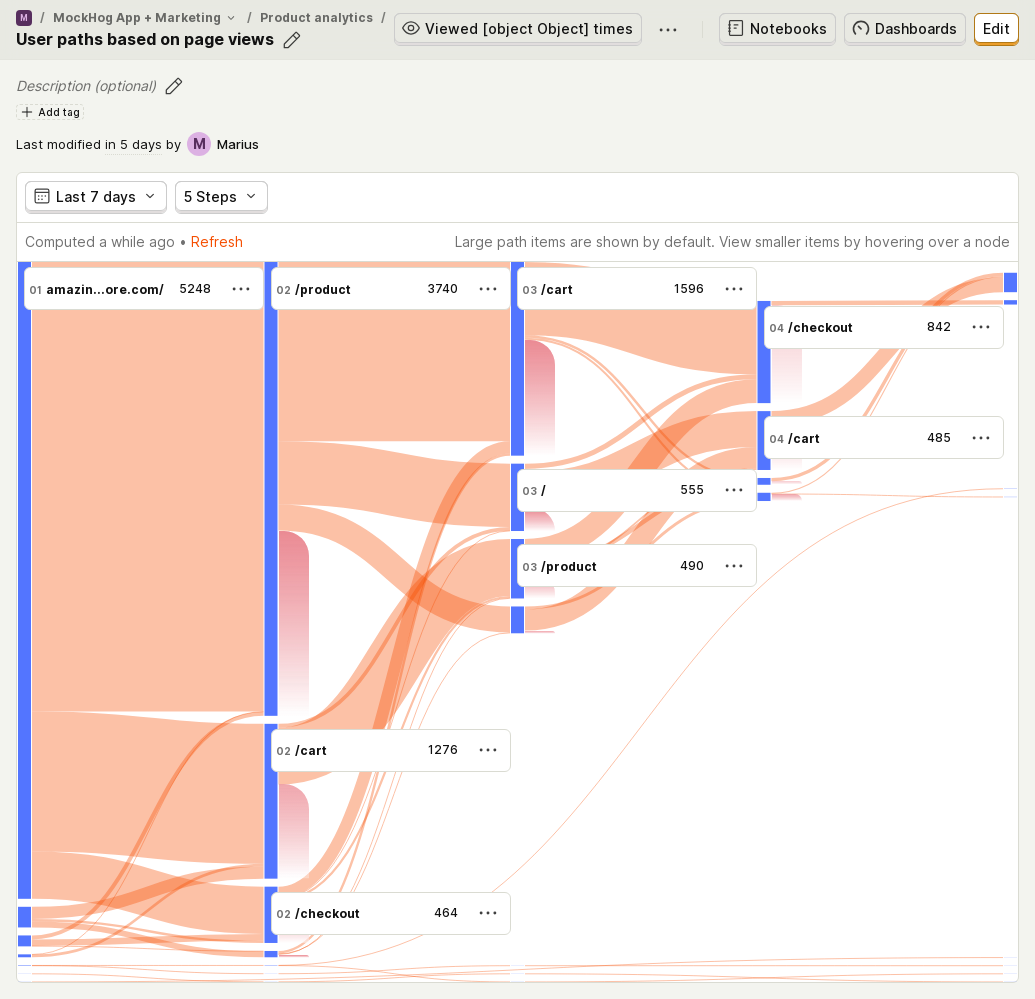 M / MockHog App + Marketing / Product analytics /
User paths based on page views
Viewed [object Object] times
Notebooks
Dashboards
Edit
Description (optional)
Add tag
Last modified in 5 days by M Marius
Last 7 days
5 Steps
Computed a while ago • Refresh
Large path items are shown by default. View smaller items by hovering over a node
01 amazin...ore.com/ 5248
02 /product 3740
03 /cart 1596
04 /checkout 842
04 /cart 485
03 / 555
03 /product 490
02 /cart 1276
02 /checkout 464